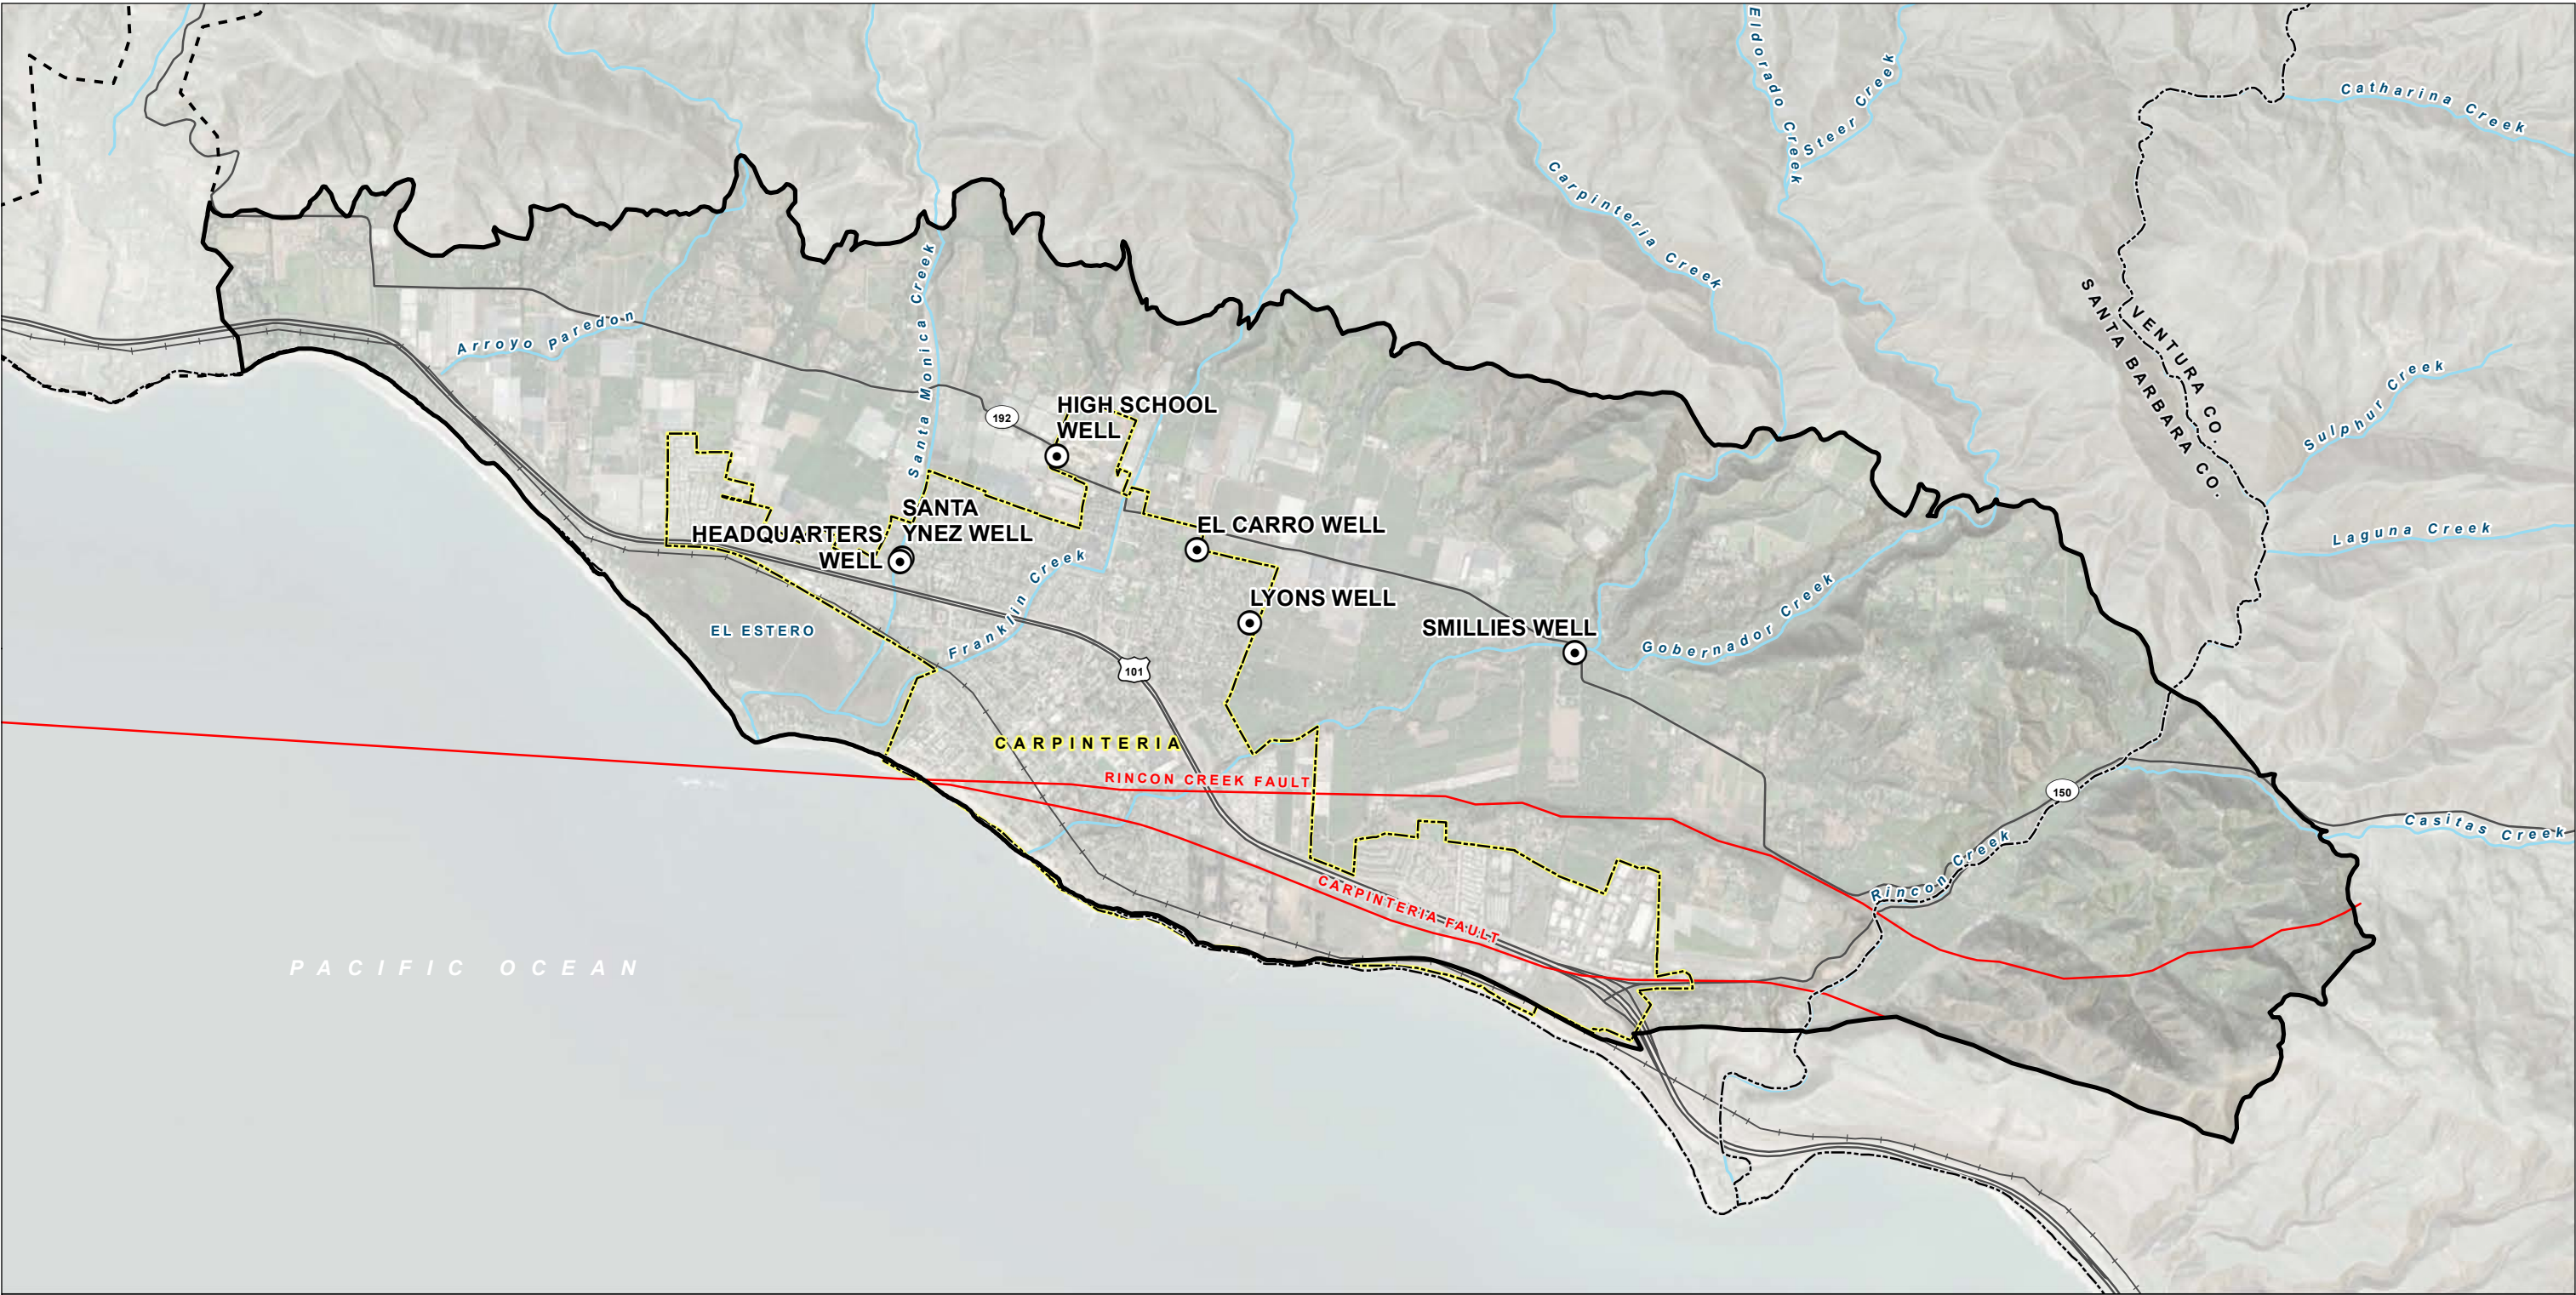 Eldorado Creek
Steer Creek
Catharina Creek
Carpinteria Creek
Santa Monica Creek
Arroyo Paredon
VENTURA CO.
SANTA BARBARA CO.
Sulphur Creek
HIGH SCHOOL
WELL
192
SANTA
YNEZ WELL
HEADQUARTERS
WELL
EL CARRO WELL
Laguna Creek
Franklin Creek
LYONS WELL
EL ESTERO
SMILLIES WELL
Gobernador Creek
101
CARPINTERIA
RINCON CREEK FAULT
150
Casitas Creek
Rincon Creek
CARPINTERIA FAULT
PACIFIC OCEAN